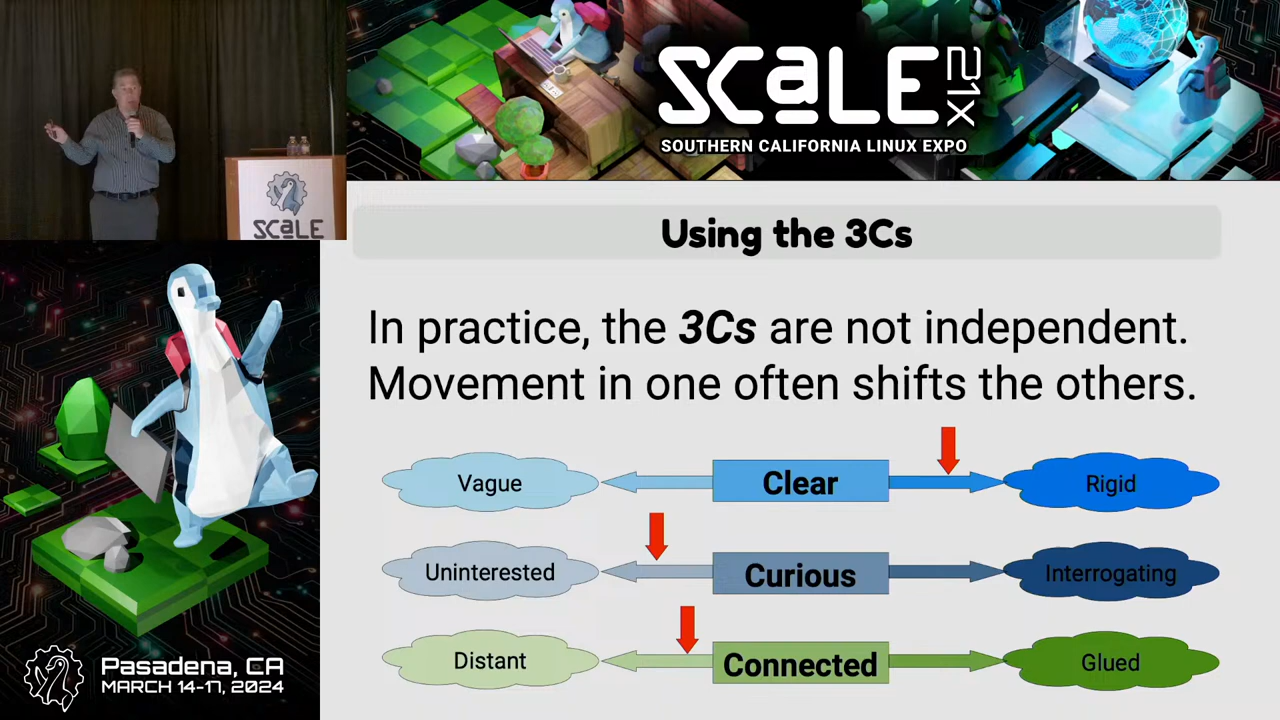 SCaLE 21x
SOUTHERN CALIFORNIA LINUX EXPO
SCaLE
Using the 3Cs
In practice, the 3Cs are not independent.
Movement in one often shifts the others.
Vague Clear Rigid
Uninterested Curious Interrogating
Distant Connected Glued
Pasadena, CA
MARCH 14-17, 2024